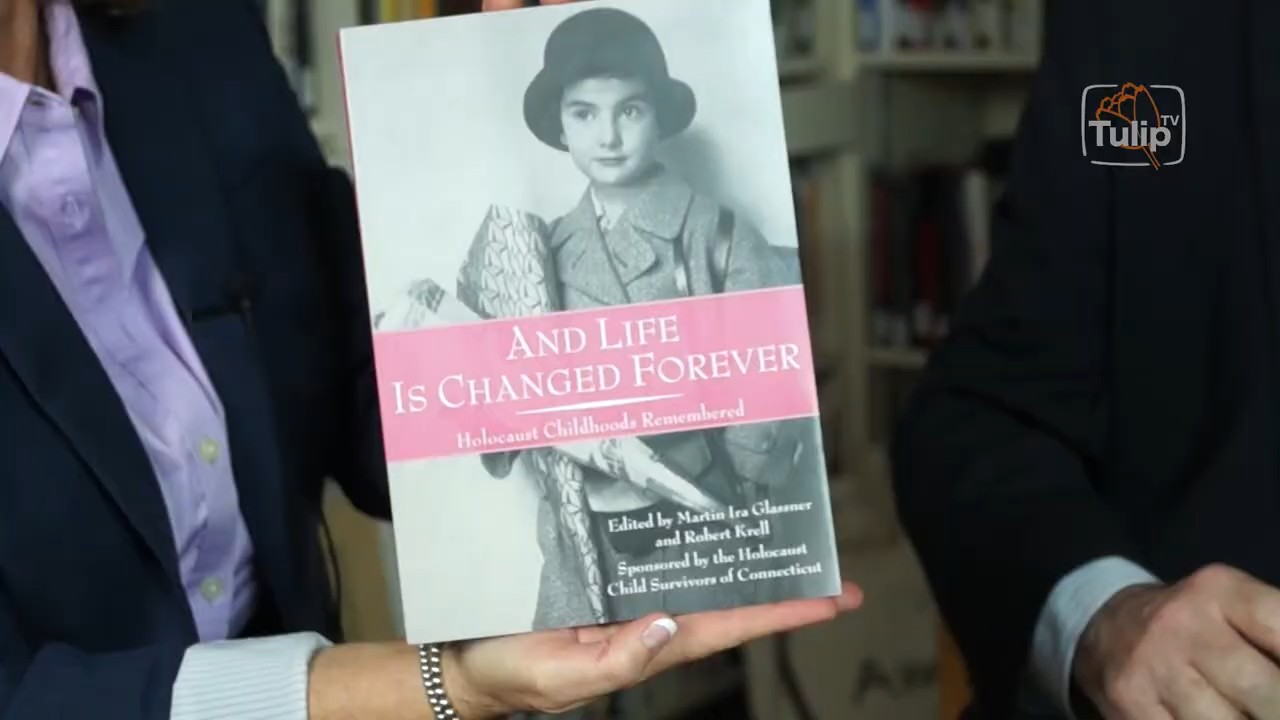 Tulip TV
AND LIFE
IS CHANGED FOREVER
Holocaust Childhoods Remembered
Edited by Martin Ira Glassner
and Robert Krell
Sponsored by the Holocaust
Child Survivors of Connecticut